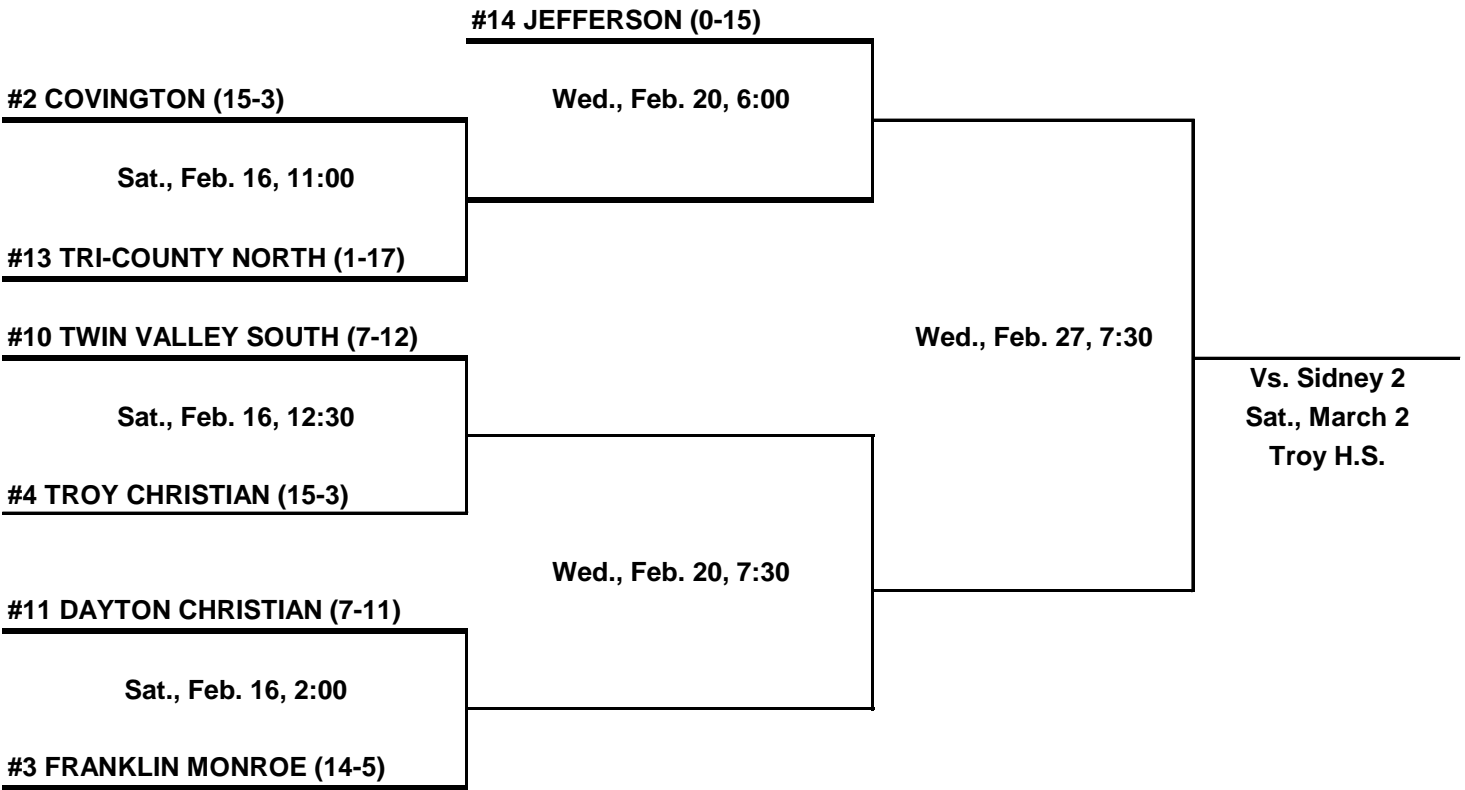 #14 JEFFERSON (0-15)
#2 COVINGTON (15-3)
Wed., Feb. 20, 6:00
Sat., Feb. 16, 11:00
#13 TRI-COUNTY NORTH (1-17)
#10 TWIN VALLEY SOUTH (7-12)
Wed., Feb. 27, 7:30
Vs. Sidney 2
Sat., Feb. 16, 12:30
Sat., March 2
Troy H.S.
#4 TROY CHRISTIAN (15-3)
Wed., Feb. 20, 7:30
#11 DAYTON CHRISTIAN (7-11)
Sat., Feb. 16, 2:00
#3 FRANKLIN MONROE (14-5)